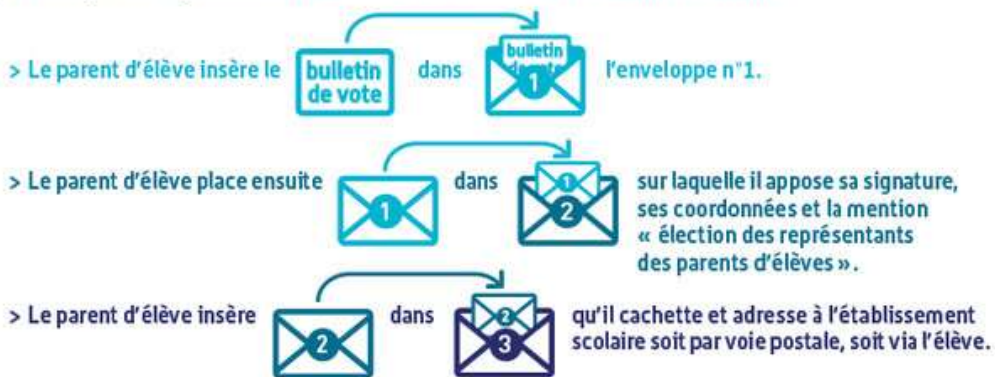 > Le parent d'élève insère le bulletin de vote dans bulletin 1 l'enveloppe n°1.
> Le parent d'élève place ensuite 1 dans 1 2 sur laquelle il appose sa signature,
ses coordonnées et la mention
« élection des représentants
des parents d'élèves ».
> Le parent d'élève insère 2 dans 2 3 qu'il cachette et adresse à l'établissement
scolaire soit par voie postale, soit via l'élève.